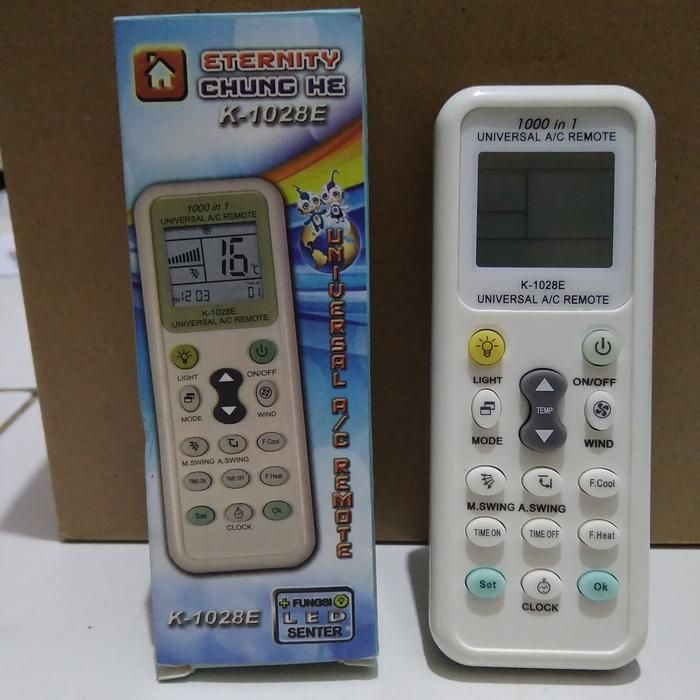 ETERNITY
CHUNG HE
K-1028E
1000 in 1
UNIVERSAL A/C REMOTE
16 °C
12 03
01
K-1028E
UNIVERSAL A/C REMOTE
LIGHT
ON/OFF
MODE
WIND
M.SWING A.SWING
F.Cool
TIME ON
TIME OFF
F.Heat
Set
CLOCK
Ok
UNIVERSAL A/C REMOTE
K-1028E
+ FUNGSI
LED
SENTER
1000 in 1
UNIVERSAL A/C REMOTE
K-1028E
UNIVERSAL A/C REMOTE
LIGHT
ON/OFF
TEMP
MODE
WIND
F.Cool
M.SWING A.SWING
TIME ON
TIME OFF
F.Heat
Set
CLOCK
Ok